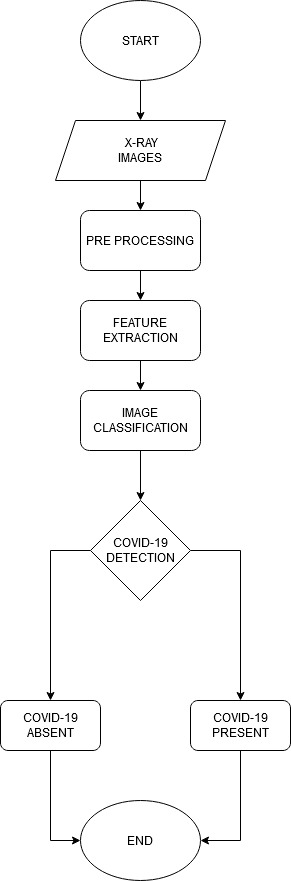 START
X-RAY
IMAGES
PRE PROCESSING
FEATURE
EXTRACTION
IMAGE
CLASSIFICATION
COVID-19
DETECTION
COVID-19
ABSENT
COVID-19
PRESENT
END